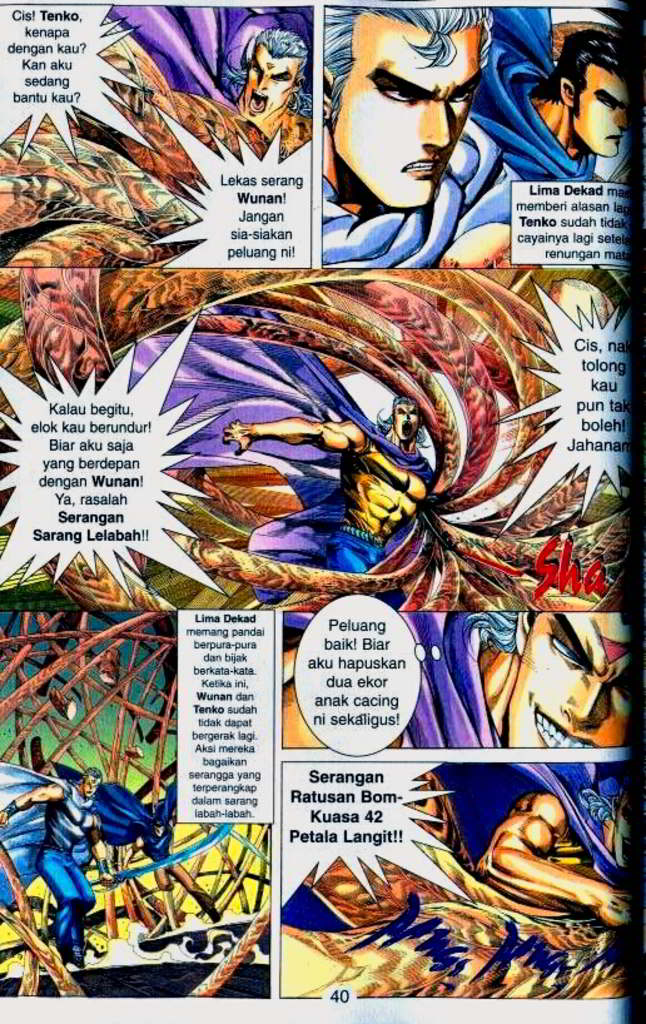 Cis! Tenko,
kenapa
dengan kau?
Kan aku
sedang
bantu kau?
Lekas serang
Wunan!
Jangan
sia-siakan
peluang ni!
Lima Dekad
memberi alasan
Tenko sudah tidak
cayainya lagi
renungan
Cis,
tolong
kau
pun
boleh!
Kalau begitu,
elok kau berundur!
Biar aku saja
yang berdepan
dengan Wunan!
Ya, rasalah
Serangan
Sarang Lelabah!!
Sha
Lima Dekad
memang pandai
berpura-pura
dan bijak
berkata-kata.
Ketika ini,
Wunan dan
Tenko sudah
tidak dapat
bergerak lagi.
Aksi mereka
bagaikan
serangga yang
terperangkap
dalam sarang
labah-labah.
Peluang
baik! Biar
aku hapuskan
dua ekor
anak cacing
ni sekaligus!
Serangan
Ratusan Bom-
Kuasa 42
Petala Langit!!
40